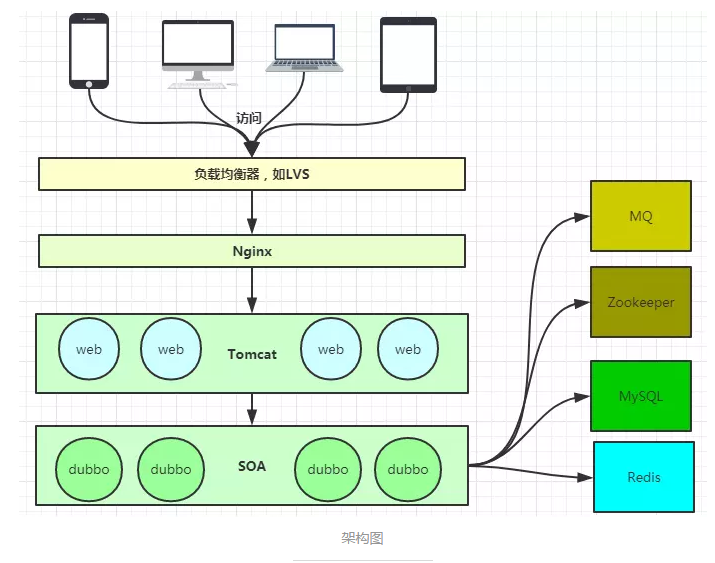 访问
负载均衡器，如LVS
Nginx
web
web
Tomcat
web
web
dubbo
dubbo
SOA
dubbo
dubbo
MQ
Zookeeper
MySQL
Redis
架构图